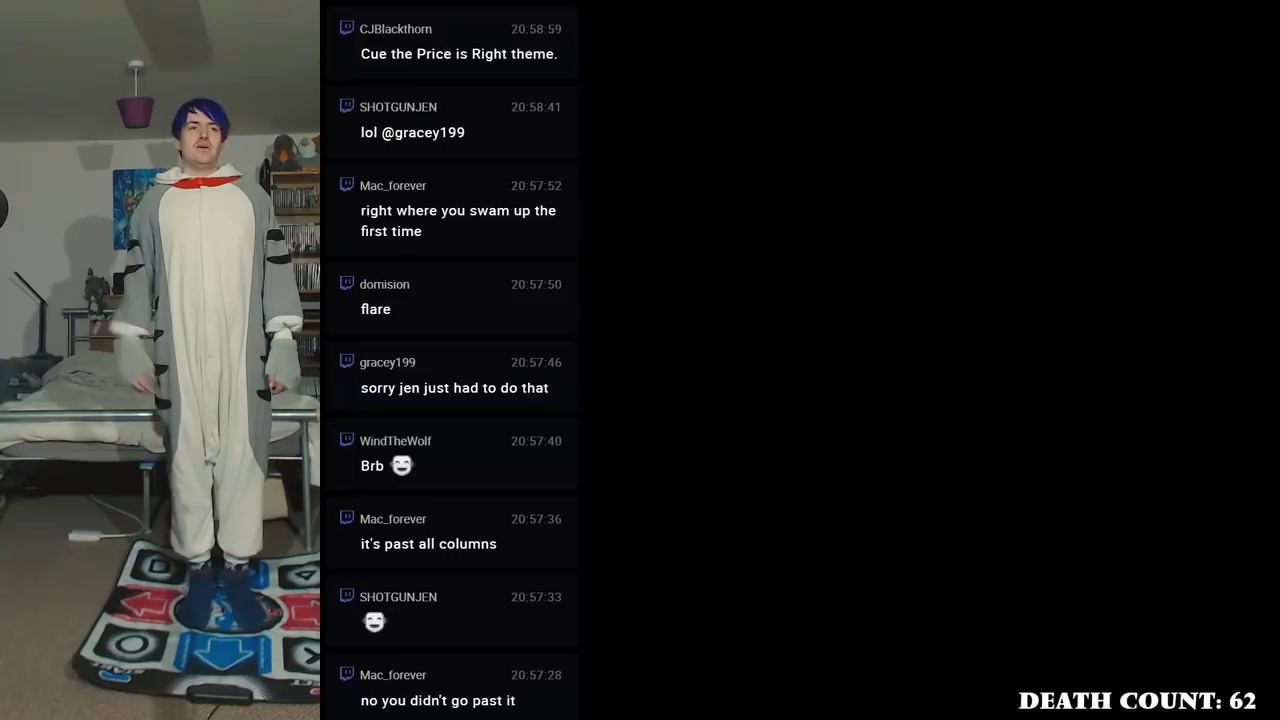 CJBlackthorn 20:58:59
Cue the Price is Right theme.
SHOTGUNJEN 20:58:41
lol @gracey199
Mac_forever 20:57:52
right where you swam up the
first time
domision 20:57:50
flare
gracey199 20:57:46
sorry jen just had to do that
WindTheWolf 20:57:40
Brb
Mac_forever 20:57:36
it's past all columns
SHOTGUNJEN 20:57:33
Mac_forever 20:57:28
no you didn't go past it
DEATH COUNT: 62